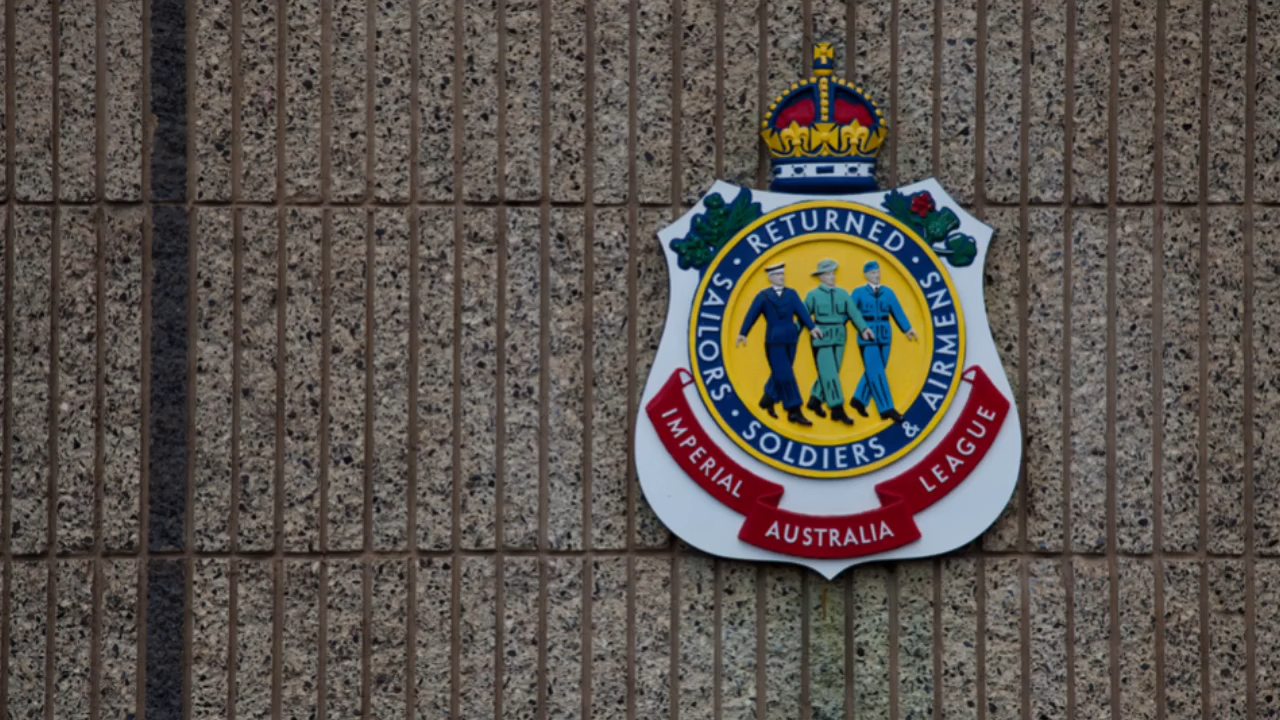 RETURNED
SAILORS · SOLDIERS & AIRMENS
IMPERIAL
LEAGUE
AUSTRALIA